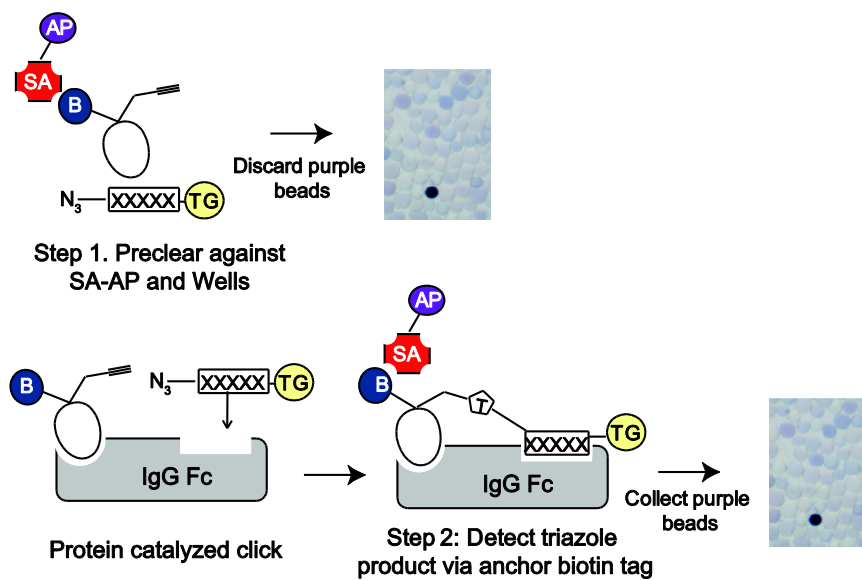 AP
SA
B
Discard purple
beads
N3
XXXXX
TG
Step 1. Preclear against
SA-AP and Wells
AP
SA
B
N3
XXXXX
TG
B
T
XXXXX
TG
IgG Fc
IgG Fc
Collect purple
beads
Protein catalyzed click
Step 2: Detect triazole
product via anchor biotin tag